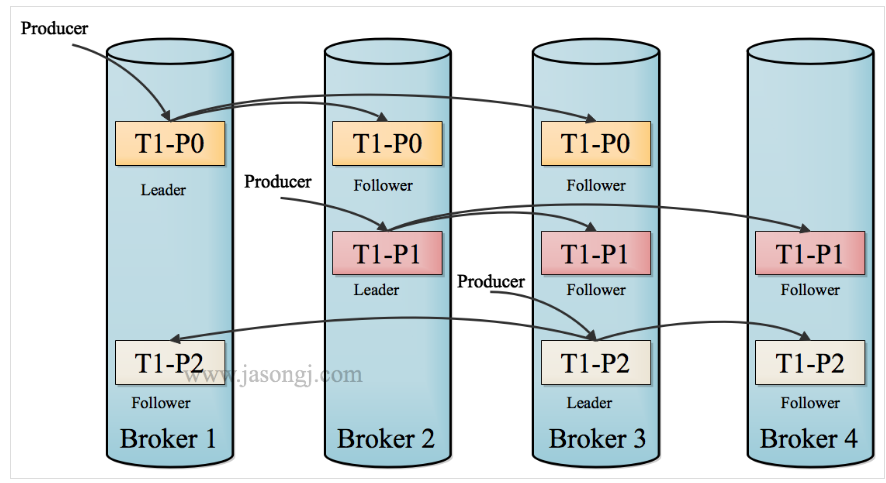 Producer
T1-P0
T1-P0
T1-P0
Leader
Producer
Follower
Follower
T1-P1
T1-P1
T1-P1
Leader
Producer
Follower
Follower
T1-P2
T1-P2
T1-P2
www.jasongj.com
Follower
Leader
Follower
Broker 1
Broker 2
Broker 3
Broker 4